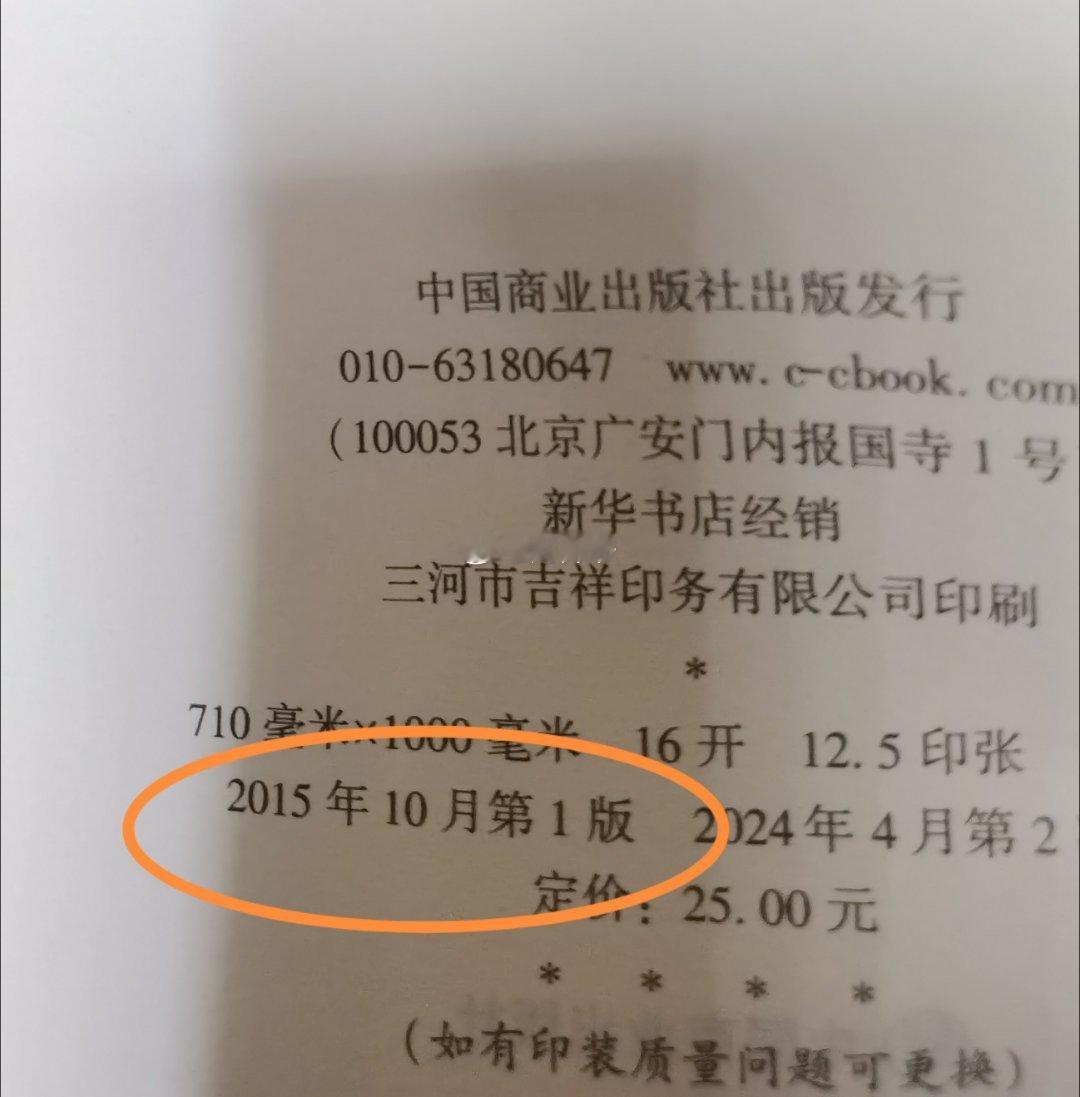 中国商业出版社出版发行
010-63180647 www.c-cbook.com
(100053 北京广安门内报国寺 1 号
新华书店经销
三河市吉祥印务有限公司印刷
*
710 毫米×1000 毫米 16 开 12.5 印张
2015 年 10 月第 1 版 2024 年 4 月第 2
定价：25.00 元
* * * *
(如有印装质量问题可更换)